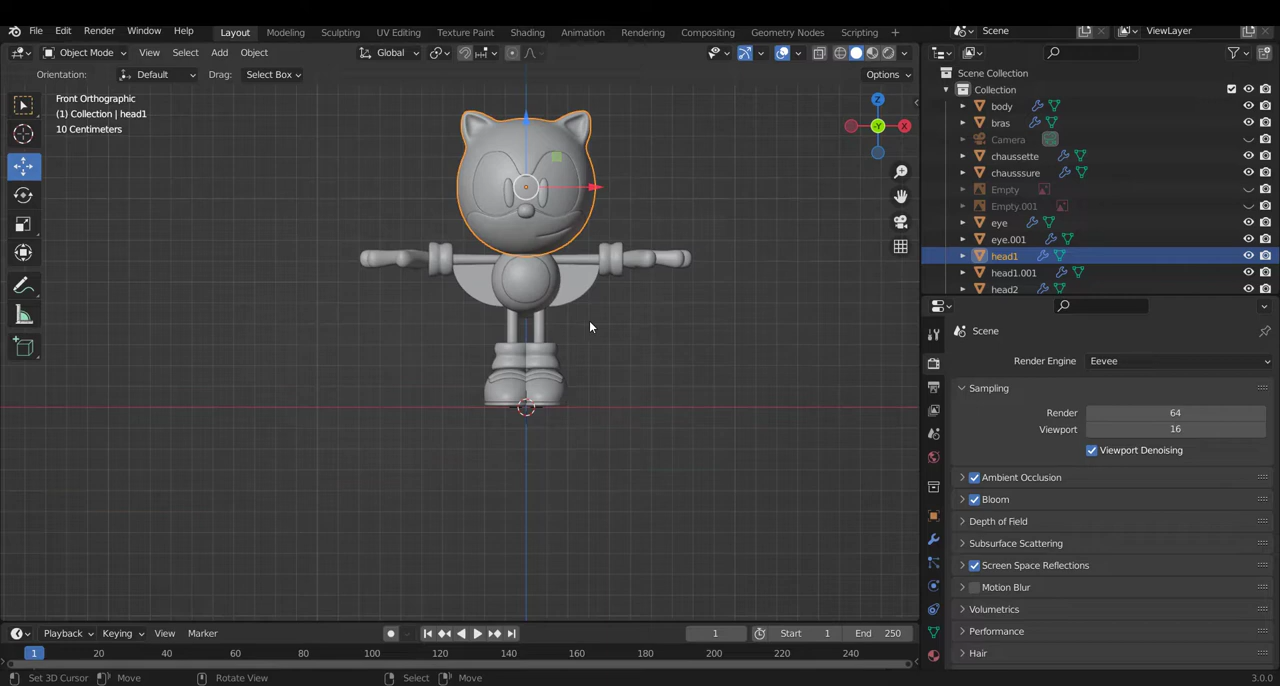 File Edit Render Window Help Layout Modeling Sculpting UV Editing Texture Paint Shading Animation Rendering Compositing Geometry Nodes Scripting Scene ViewLayer
Object Mode View Select Add Object Global
Orientation: Default Drag: Select Box Options
Front Orthographic
(1) Collection | head1
10 Centimeters
Z
-Y
X
Scene Collection
Collection
body
bras
Camera
chaussette
chausssure
Empty
Empty.001
eye
eye.001
head1
head1.001
head2
Scene
Render Engine Eevee
Sampling
Render 64
Viewport 16
Viewport Denoising
Ambient Occlusion
Bloom
Depth of Field
Subsurface Scattering
Screen Space Reflections
Motion Blur
Volumetrics
Performance
Hair
Playback Keying View Marker 1 Start 1 End 250
1 20 40 60 80 100 120 140 160 180 200 220 240
Set 3D Cursor Move Rotate View Select Move 3.0.0